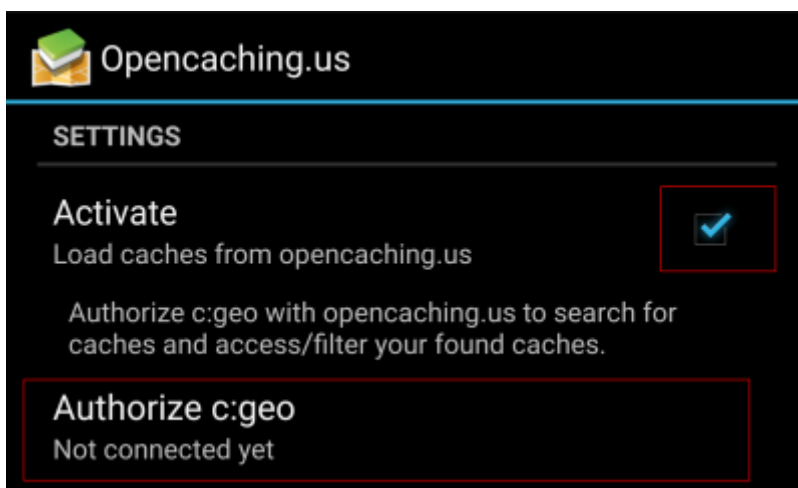 Opencaching.us
SETTINGS
Activate
Load caches from opencaching.us
Authorize c:geo with opencaching.us to search for
caches and access/filter your found caches.
Authorize c:geo
Not connected yet